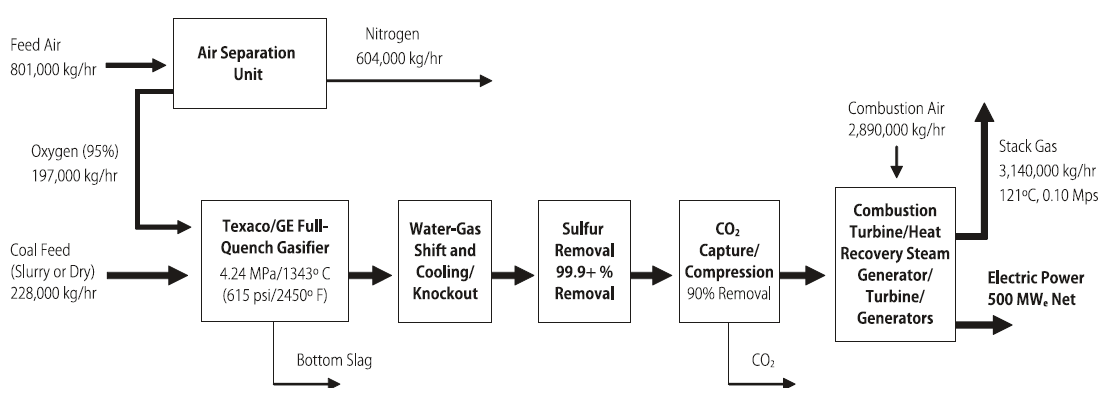 Feed Air
801,000 kg/hr
Air Separation
Unit
Nitrogen
604,000 kg/hr
Oxygen (95%)
197,000 kg/hr
Coal Feed
(Slurry or Dry)
228,000 kg/hr
Texaco/GE Full-
Quench Gasifier
4.24 MPa/1343º C
(615 psi/2450º F)
Bottom Slag
Water-Gas
Shift and
Cooling/
Knockout
Sulfur
Removal
99.9+ %
Removal
CO₂
Capture/
Compression
90% Removal
CO₂
Combustion Air
2,890,000 kg/hr
Combustion
Turbine/Heat
Recovery Steam
Generator/
Turbine/
Generators
Stack Gas
3,140,000 kg/hr
121ºC, 0.10 Mps
Electric Power
500 MWₑ Net